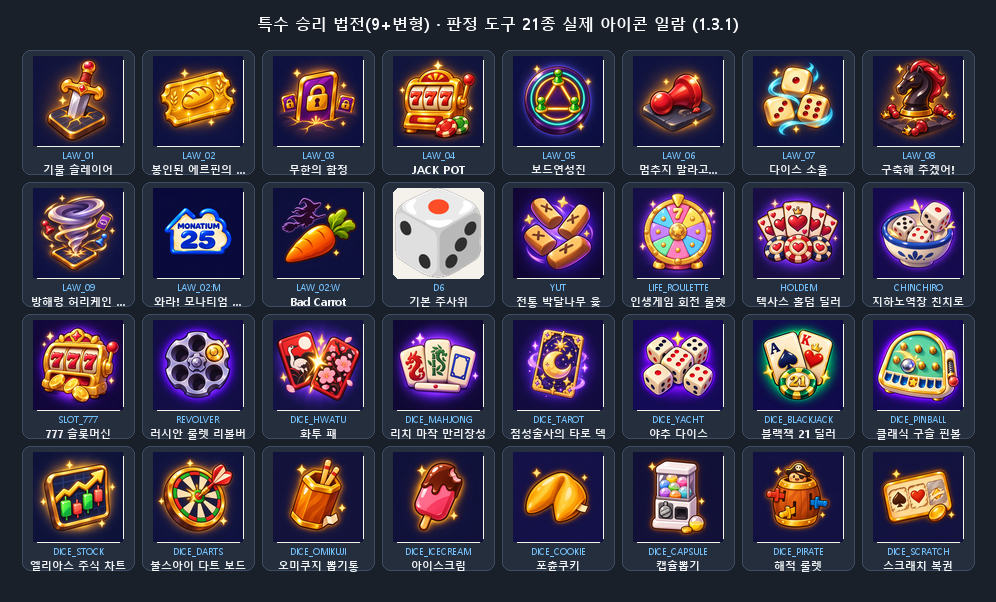 특수 승리 법전(9+변형) · 판정 도구 21종 실제 아이콘 일람 (1.3.1)
777
LAW_01
LAW_02
LAW_03
LAW_04
LAW_05
LAW_06
LAW_07
LAW_08
기물 슬레이어
봉인된 에르핀의 ...
무한의 함정
JACK POT
보드연성진
멈추지 말라고...
다이스 소울
구축해 주겠어!
MONATIUM
25
7
LAW_09
LAW_02:M
LAW_02:W
D6
YUT
LIFE_ROULETTE
HOLDEM
CHINCHIRO
방해령 허리케인 ...
와라! 모나티엄 ...
Bad Carrot
기본 주사위
전통 박달나무 윷
인생게임 회전 룰렛
텍사스 홀덤 딜러
지하노역장 친치로
777
A K
21
SLOT_777
REVOLVER
DICE_HWATU
DICE_MAHJONG
DICE_TAROT
DICE_YACHT
DICE_BLACKJACK
DICE_PINBALL
777 슬롯머신
러시안 룰렛 리볼버
화투 패
리치 마작 만리장성
점성술사의 타로 덱
야추 다이스
블랙잭 21 딜러
클래식 구슬 핀볼
DICE_STOCK
DICE_DARTS
DICE_OMIKUJI
DICE_ICECREAM
DICE_COOKIE
DICE_CAPSULE
DICE_PIRATE
DICE_SCRATCH
엘리아스 주식 차트
불스아이 다트 보드
오미쿠지 뽑기통
아이스크림
포춘쿠키
캡슐뽑기
해적 룰렛
스크래치 복권